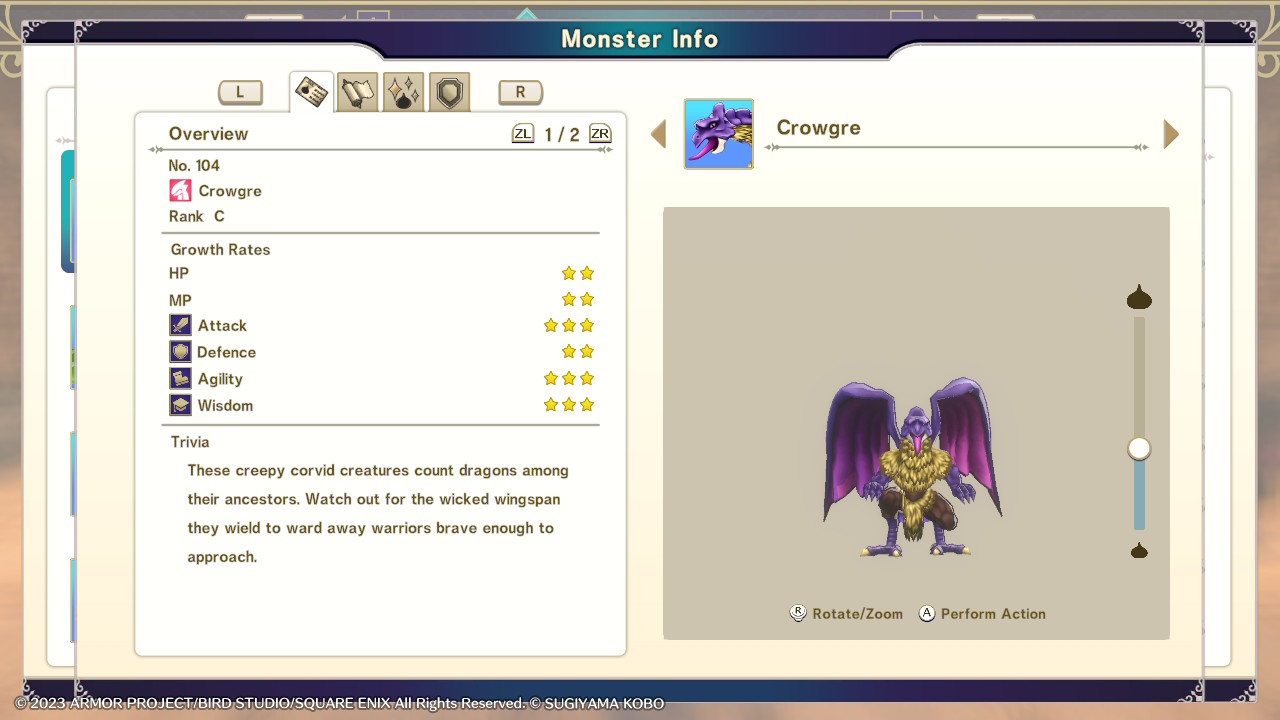 Monster Info
L
R
Overview
ZL 1 / 2 ZR
No. 104
Crowgre
Rank C
Growth Rates
HP
MP
Attack
Defence
Agility
Wisdom
Trivia
These creepy corvid creatures count dragons among
their ancestors. Watch out for the wicked wingspan
they wield to ward away warriors brave enough to
approach.
Crowgre
R Rotate/Zoom A Perform Action
© 2023 ARMOR PROJECT/BIRD STUDIO/SQUARE ENIX All Rights Reserved. © SUGIYAMA KOBO